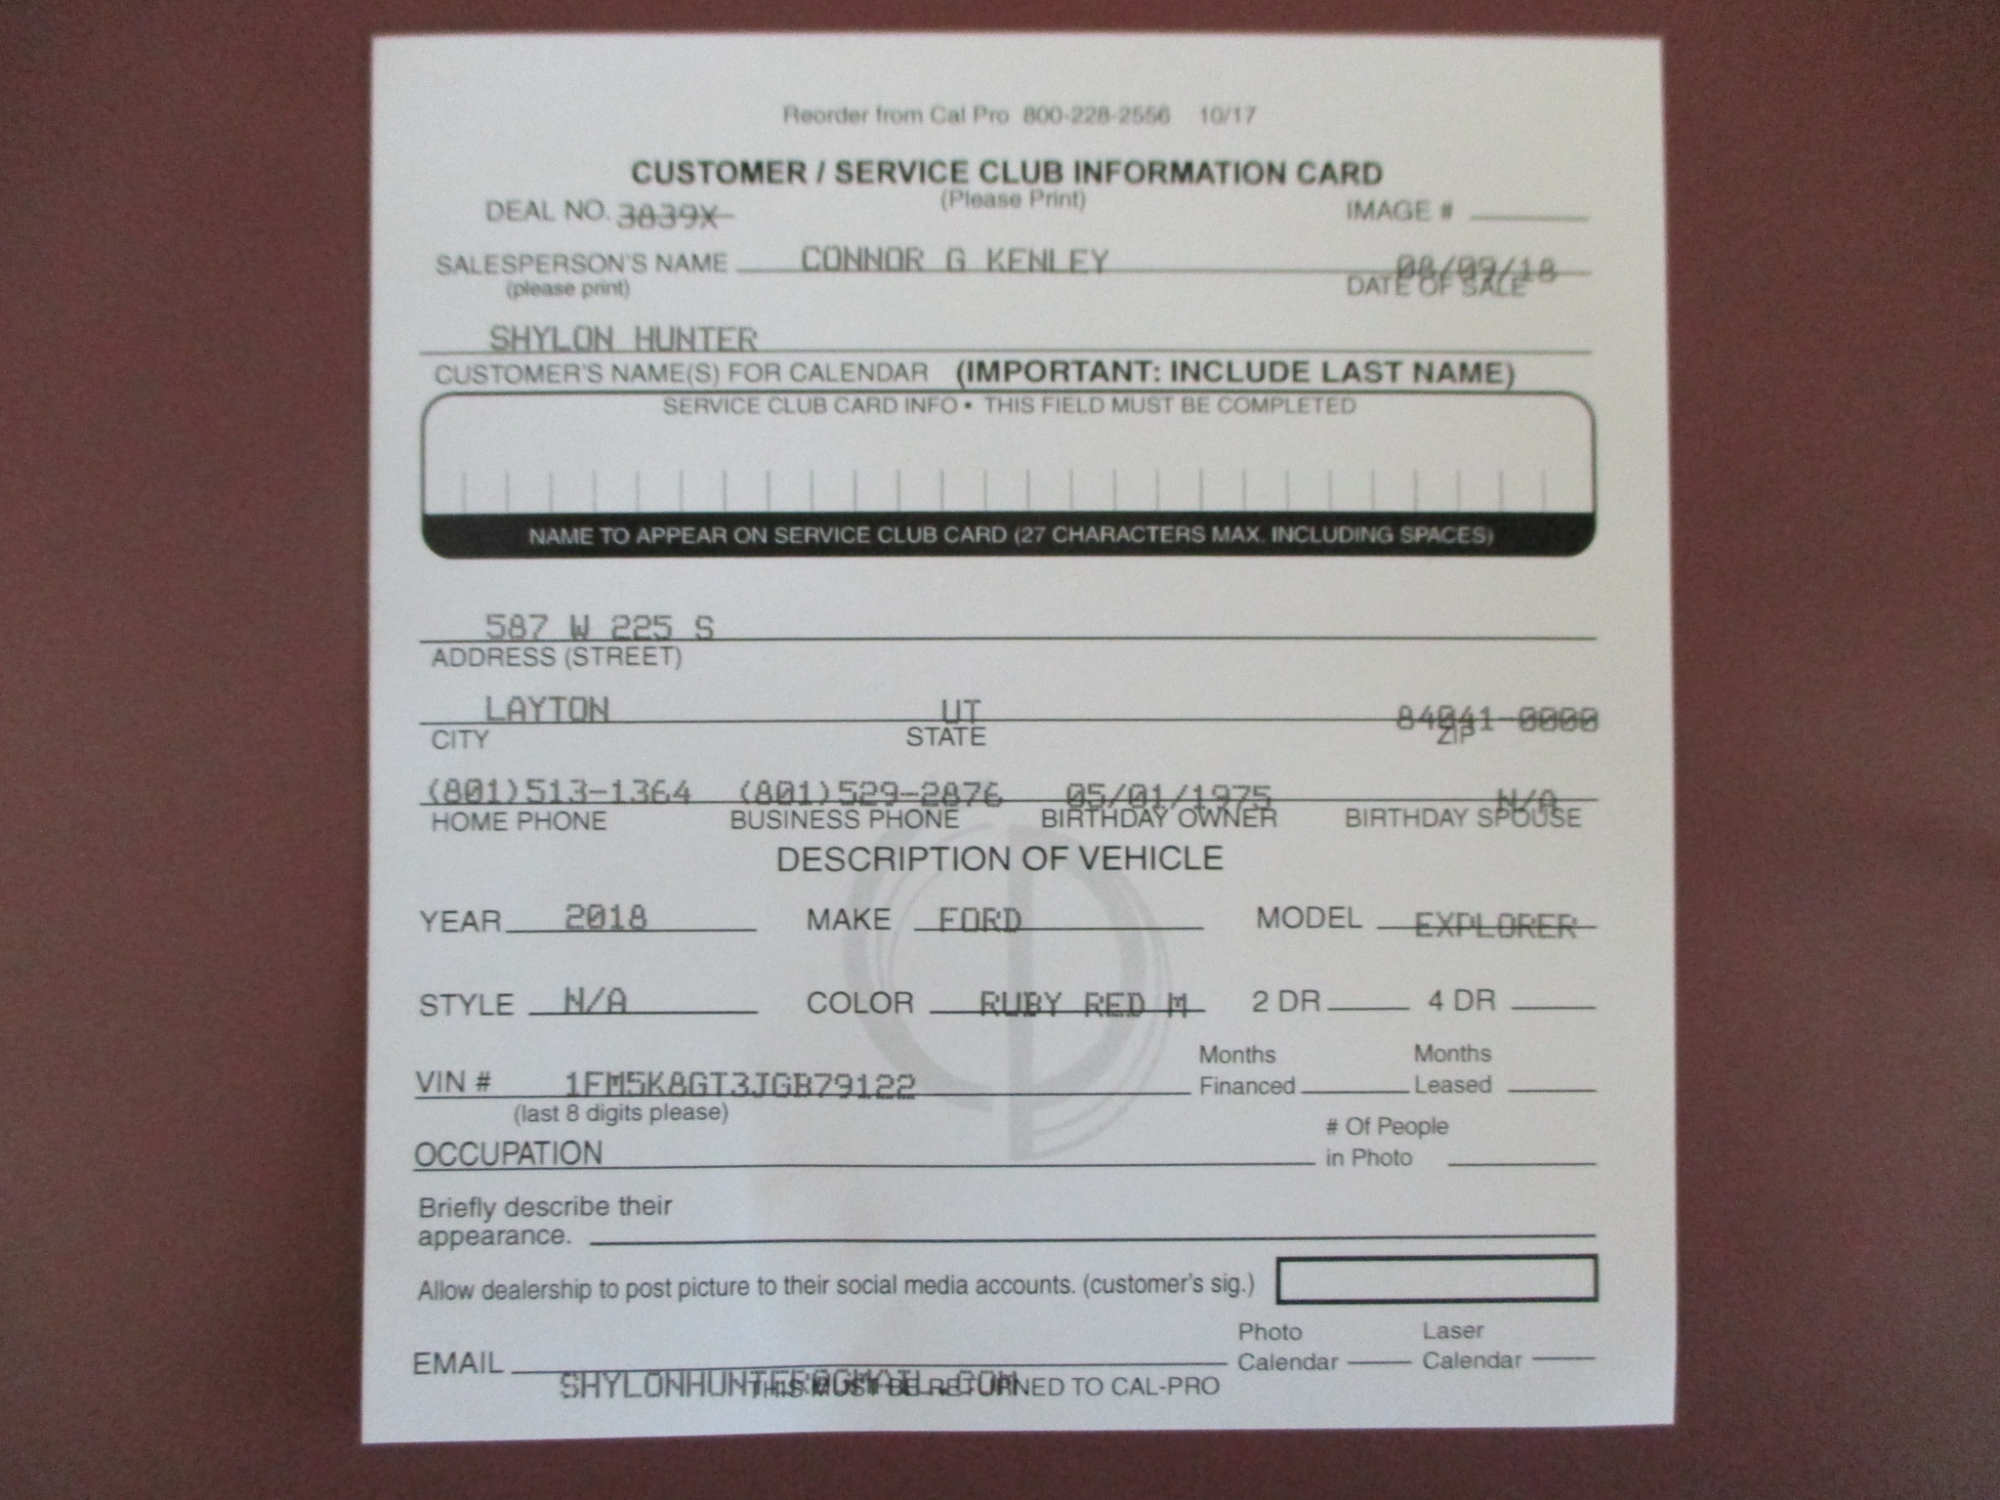 Reorder from Cal Pro 800-228-2556 10/17
CUSTOMER / SERVICE CLUB INFORMATION CARD
(Please Print)
DEAL NO. 3839X IMAGE #
SALESPERSON'S NAME CONNOR G KENLEY 08/09/18
(please print) DATE OF SALE
SHYLON HUNTER
CUSTOMER'S NAME(S) FOR CALENDAR (IMPORTANT: INCLUDE LAST NAME)
SERVICE CLUB CARD INFO • THIS FIELD MUST BE COMPLETED
NAME TO APPEAR ON SERVICE CLUB CARD (27 CHARACTERS MAX. INCLUDING SPACES)
587 W 225 S
ADDRESS (STREET)
LAYTON UT 84041-0000
CITY STATE ZIP
(801)513-1364 (801)529-2876 05/01/1975 N/A
HOME PHONE BUSINESS PHONE BIRTHDAY OWNER BIRTHDAY SPOUSE
DESCRIPTION OF VEHICLE
YEAR 2018 MAKE FORD MODEL EXPLORER
STYLE N/A COLOR RUBY RED M 2 DR 4 DR
Months Months
VIN # 1FM5K8GT3JGB79122 Financed Leased
(last 8 digits please)
# Of People
OCCUPATION in Photo
Briefly describe their
appearance.
Allow dealership to post picture to their social media accounts. (customer's sig.)
Photo Laser
EMAIL Calendar Calendar
SHYLONHUNTER@GMAIL.COM
THIS MUST BE RETURNED TO CAL-PRO